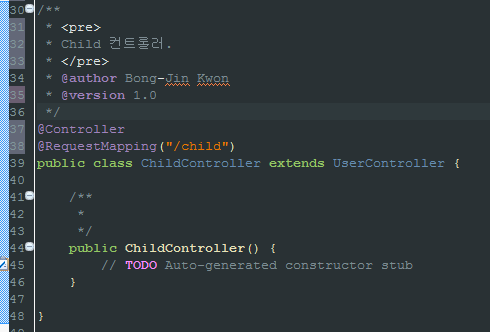 30 /**
31  * <pre>
32  * Child 컨트롤러.
33  * </pre>
34  * @author Bong-Jin Kwon
35  * @version 1.0
36  */
37 @Controller
38 @RequestMapping("/child")
39 public class ChildController extends UserController {
40
41     /**
42      *
43      */
44     public ChildController() {
45         // TODO Auto-generated constructor stub
46     }
47
48 }